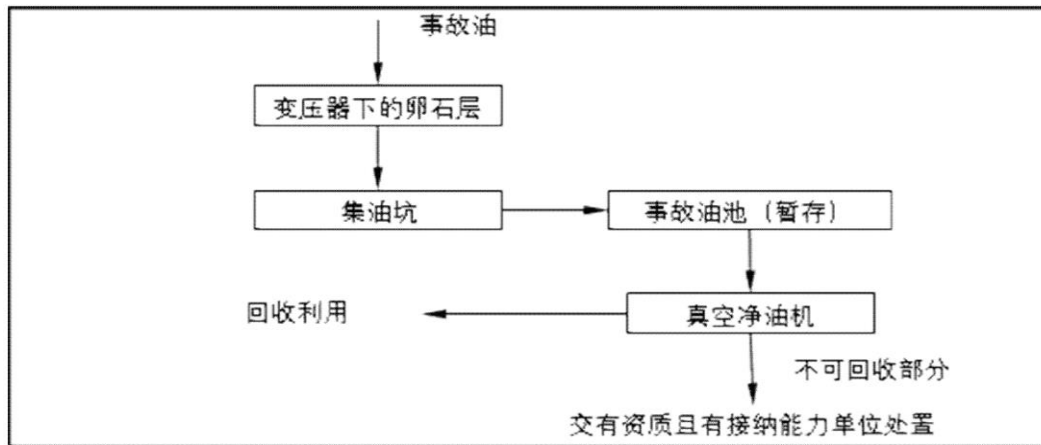 事故油
变压器下的卵石层
集油坑
事故油池（暂存）
真空净油机
回收利用
不可回收部分
交有资质且有接纳能力单位处置